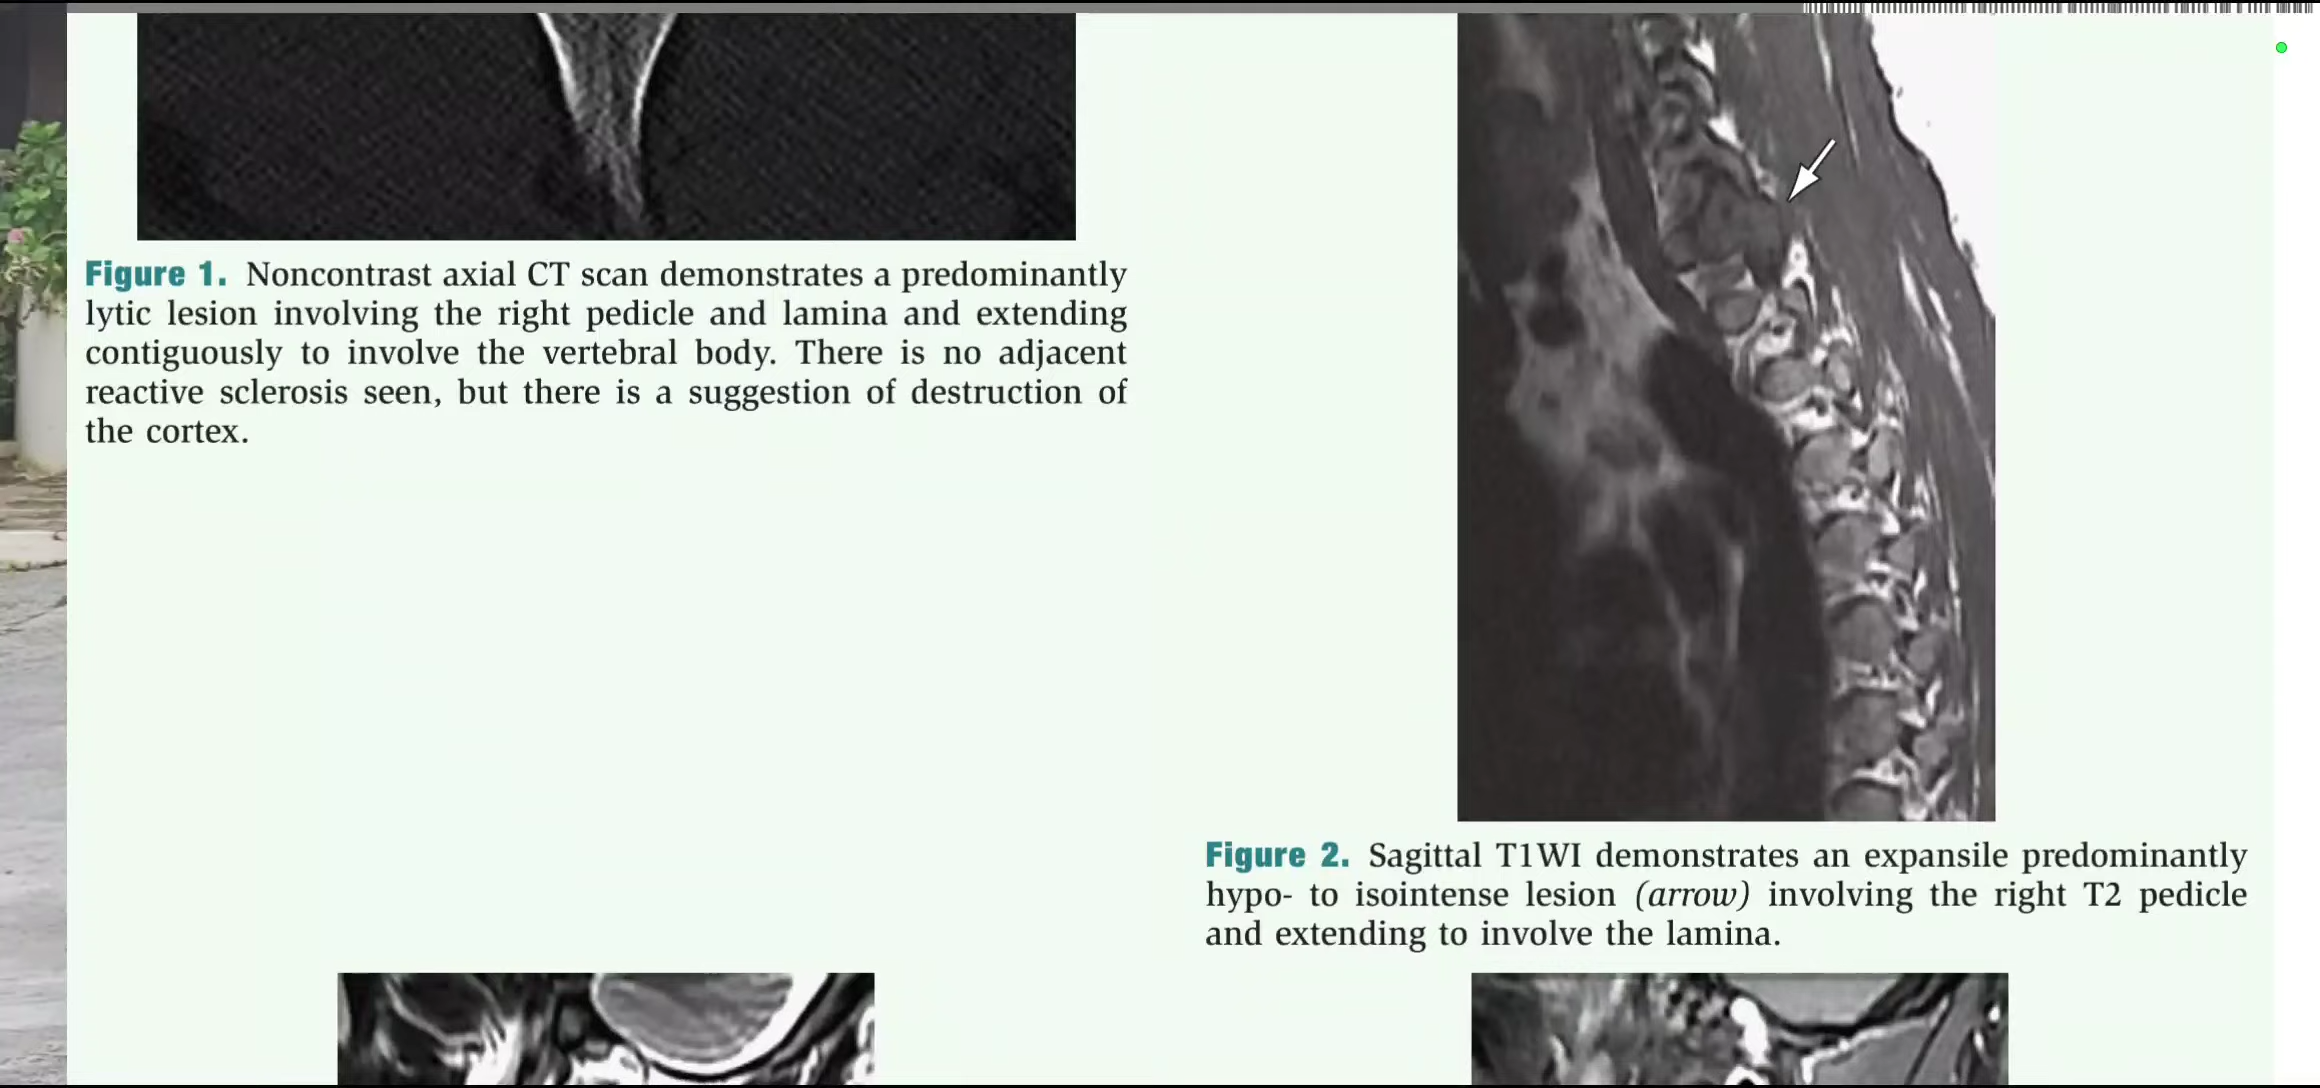 Figure 1. Noncontrast axial CT scan demonstrates a predominantly
lytic lesion involving the right pedicle and lamina and extending
contiguously to involve the vertebral body. There is no adjacent
reactive sclerosis seen, but there is a suggestion of destruction of
the cortex.
Figure 2. Sagittal T1WI demonstrates an expansile predominantly
hypo- to isointense lesion (arrow) involving the right T2 pedicle
and extending to involve the lamina.